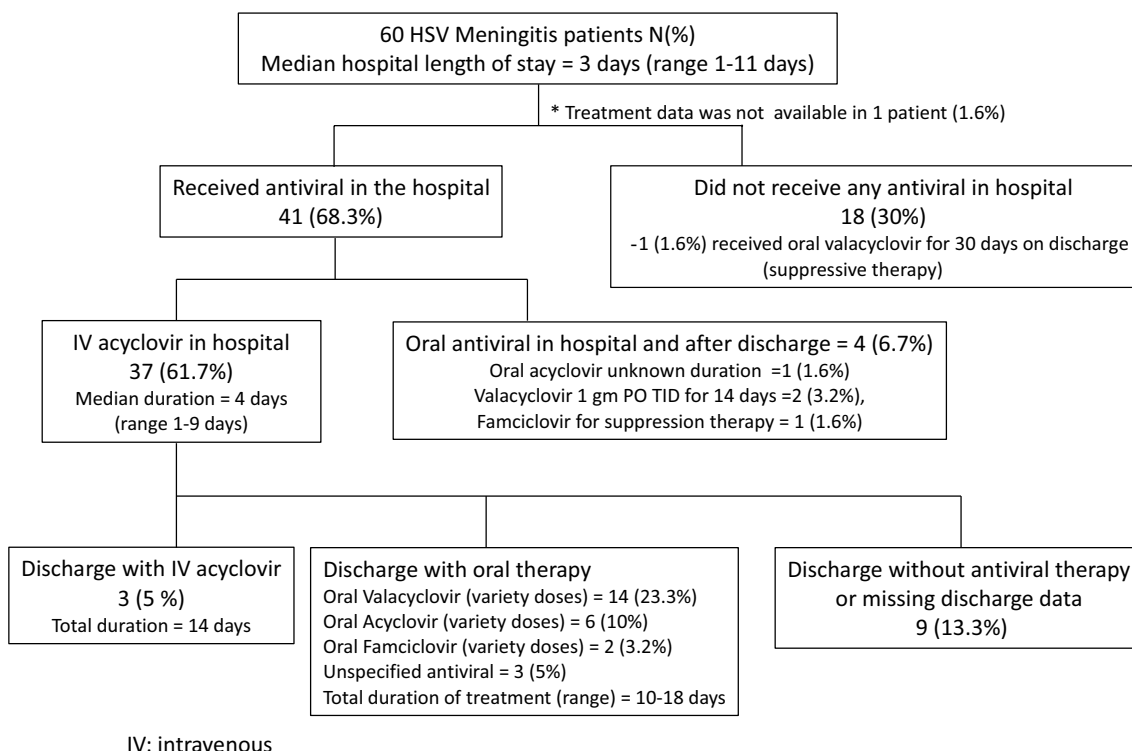 60 HSV Meningitis patients N(%)
Median hospital length of stay = 3 days (range 1-11 days)
* Treatment data was not available in 1 patient (1.6%)
Received antiviral in the hospital
41 (68.3%)
Did not receive any antiviral in hospital
18 (30%)
-1 (1.6%) received oral valacyclovir for 30 days on discharge
(suppressive therapy)
IV acyclovir in hospital
37 (61.7%)
Median duration = 4 days
(range 1-9 days)
Oral antiviral in hospital and after discharge = 4 (6.7%)
Oral acyclovir unknown duration =1 (1.6%)
Valacyclovir 1 gm PO TID for 14 days =2 (3.2%),
Famciclovir for suppression therapy = 1 (1.6%)
Discharge with IV acyclovir
3 (5 %)
Total duration = 14 days
Discharge with oral therapy
Oral Valacyclovir (variety doses) = 14 (23.3%)
Oral Acyclovir (variety doses) = 6 (10%)
Oral Famciclovir (variety doses) = 2 (3.2%)
Unspecified antiviral = 3 (5%)
Total duration of treatment (range) = 10-18 days
Discharge without antiviral therapy
or missing discharge data
9 (13.3%)
IV: intravenous